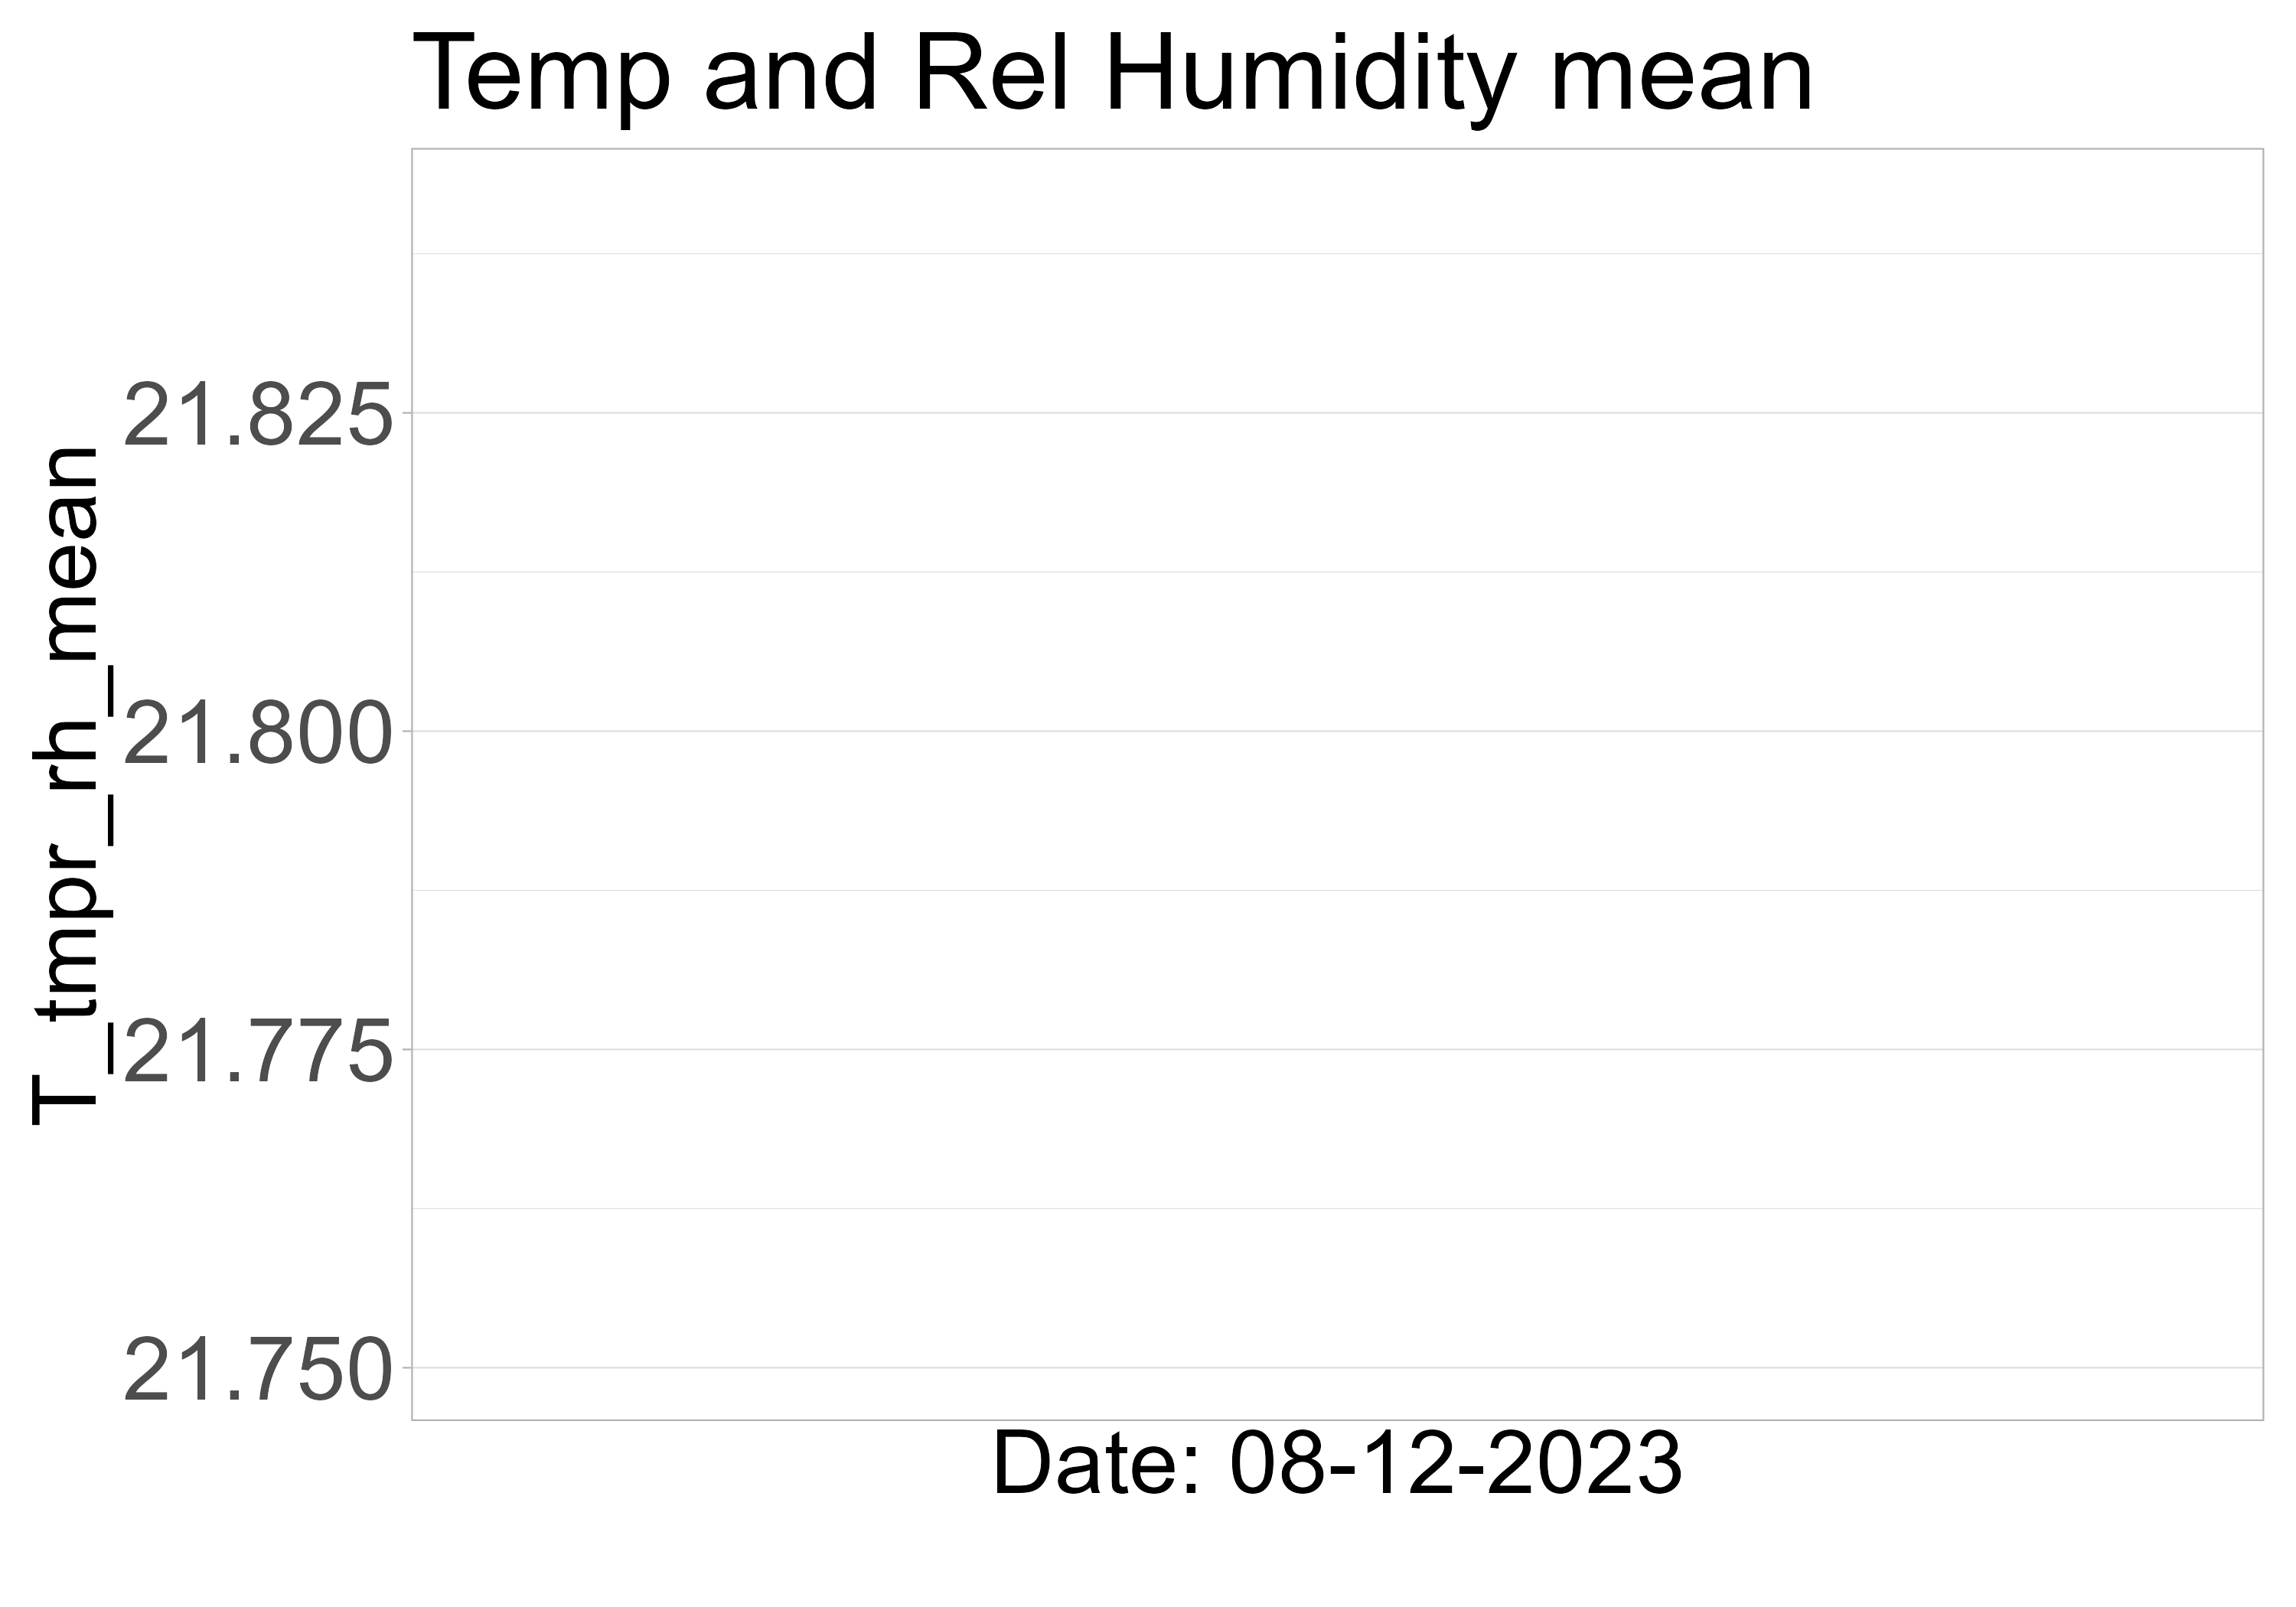 Temp and Rel Humidity mean
T_tmpr_rh_mean
21.825
21.800
21.775
21.750
Date: 08-12-2023